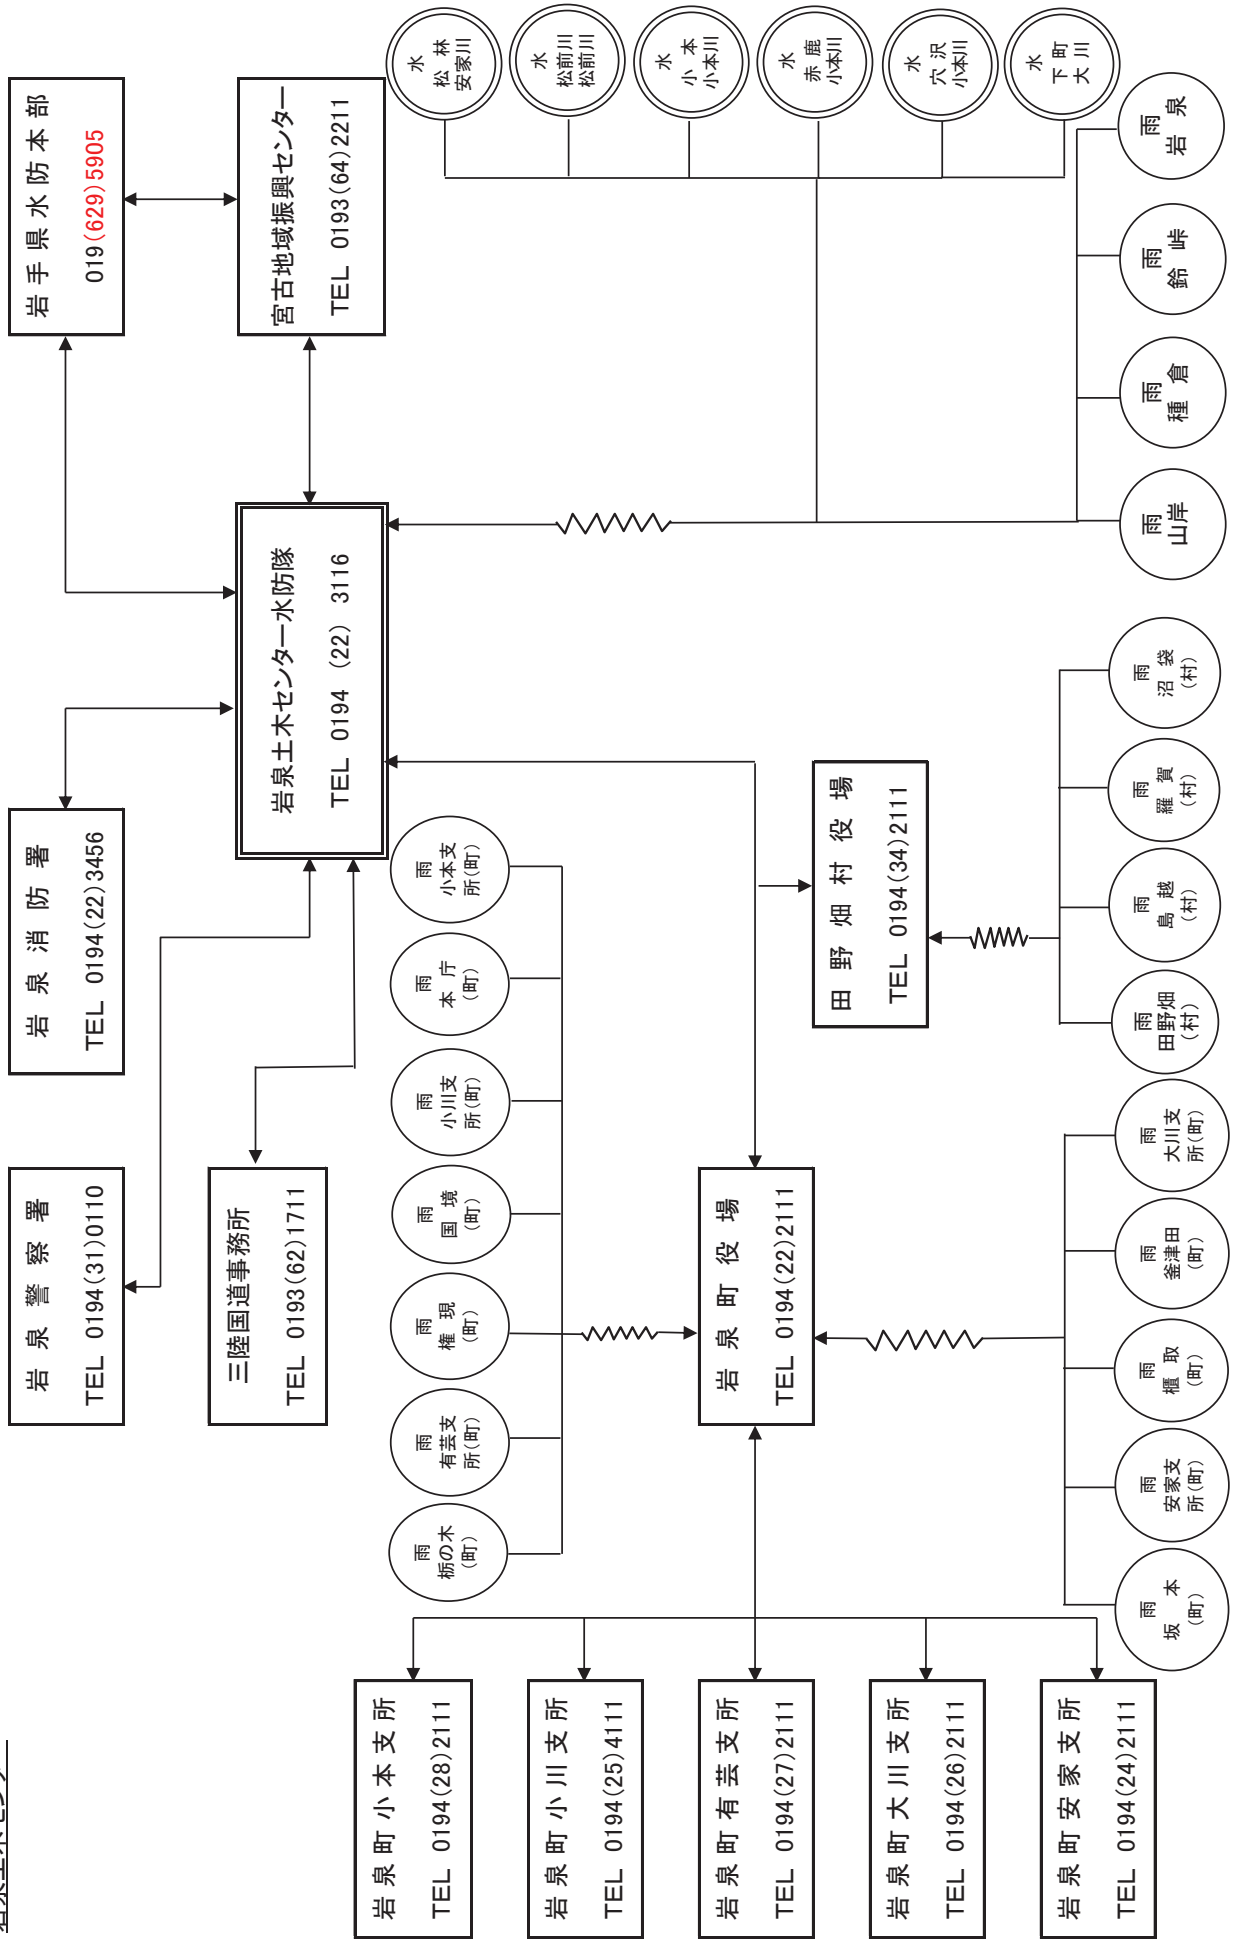 岩手県水防本部
019(629)5905
宮古地域振興センター
TEL 0193(64)2211
岩泉土木センター水防隊
TEL 0194 (22) 3116
岩泉消防署
TEL 0194(22)3456
岩泉警察署
TEL 0194(31)0110
三陸国道事務所
TEL 0193(62)1711
水
松林
安家川
水
松前川
松前川
水
小本
小本川
水
赤鹿
小本川
水
穴沢
小本川
水
下町
大川
雨
岩泉
雨
鈴峠
雨
種倉
雨
山岸
雨
小本支
所(町)
雨
本庁
(町)
雨
小川支
所(町)
雨
国境
(町)
雨
権現
(町)
雨
有芸支
所(町)
雨
栃の木
(町)
田野畑村役場
TEL 0194(34)2111
雨
沼袋
(村)
雨
羅賀
(村)
雨
島越
(村)
雨
田野畑
(村)
岩泉町役場
TEL 0194(22)2111
雨
大川支
所(町)
雨
釜津田
(町)
雨
櫃取
(町)
雨
安家支
所(町)
雨
坂本
(町)
岩泉町小本支所
TEL 0194(28)2111
岩泉町小川支所
TEL 0194(25)4111
岩泉町有芸支所
TEL 0194(27)2111
岩泉町大川支所
TEL 0194(26)2111
岩泉町安家支所
TEL 0194(24)2111